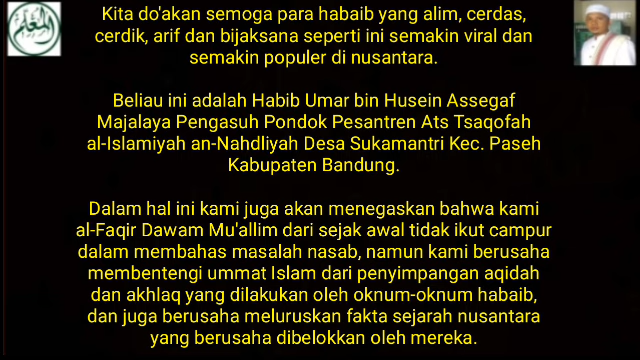 Kita do'akan semoga para habaib yang alim, cerdas,
cerdik, arif dan bijaksana seperti ini semakin viral dan
semakin populer di nusantara.
Beliau ini adalah Habib Umar bin Husein Assegaf
Majalaya Pengasuh Pondok Pesantren Ats Tsaqofah
al-Islamiyah an-Nahdliyah Desa Sukamantri Kec. Paseh
Kabupaten Bandung.
Dalam hal ini kami juga akan menegaskan bahwa kami
al-Faqir Dawam Mu'allim dari sejak awal tidak ikut campur
dalam membahas masalah nasab, namun kami berusaha
membentengi ummat Islam dari penyimpangan aqidah
dan akhlaq yang dilakukan oleh oknum-oknum habaib,
dan juga berusaha meluruskan fakta sejarah nusantara
yang berusaha dibelokkan oleh mereka.